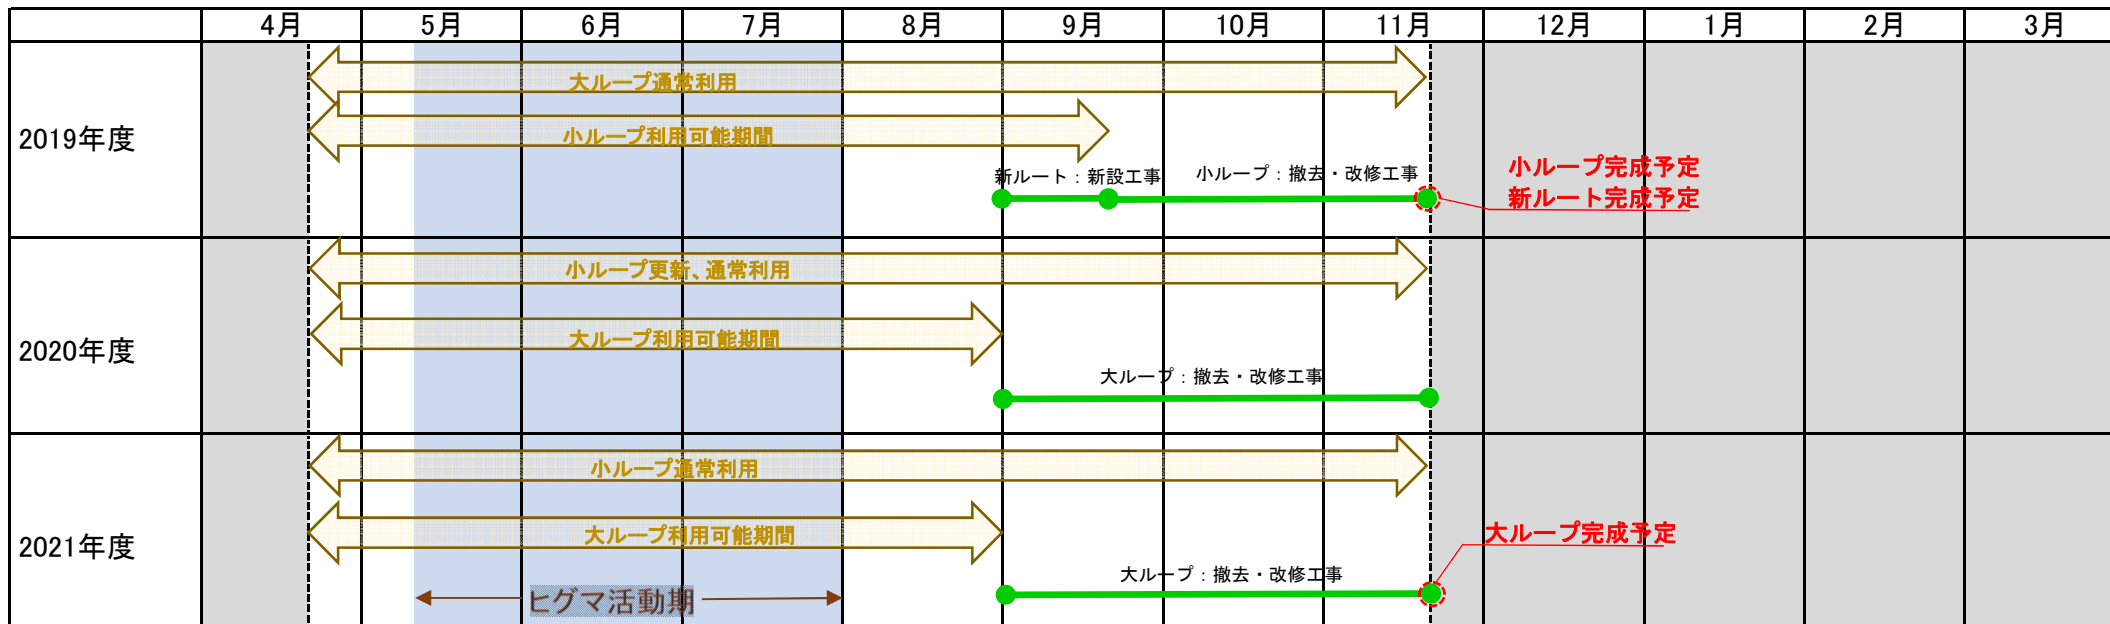 4月 5月 6月 7月 8月 9月 10月 11月 12月 1月 2月 3月
2019年度
大ループ通常利用
小ループ利用可能期間
新ルート：新設工事
小ループ：撤去・改修工事
小ループ完成予定
新ルート完成予定
2020年度
小ループ更新、通常利用
大ループ利用可能期間
大ループ：撤去・改修工事
2021年度
小ループ通常利用
大ループ利用可能期間
大ループ完成予定
大ループ：撤去・改修工事
ヒグマ活動期